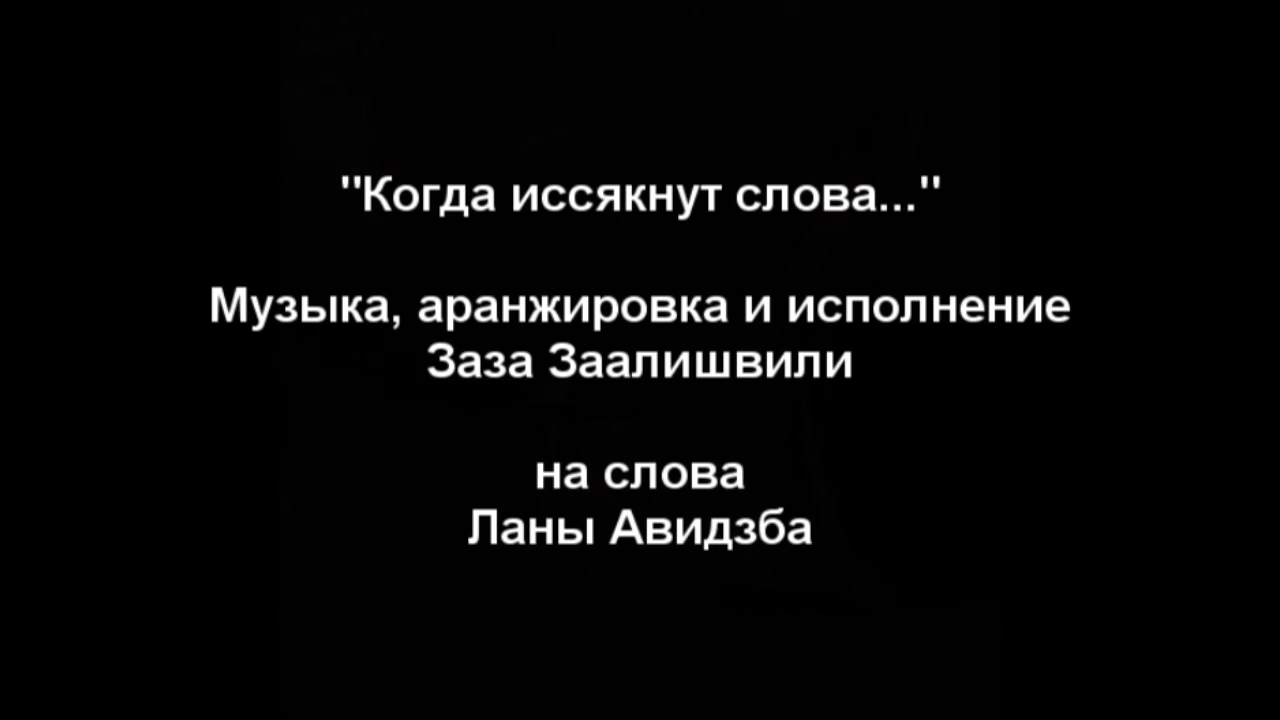 "Когда иссякнут слова..."
Музыка, аранжировка и исполнение
Заза Заалишвили
на слова
Ланы Авидзба